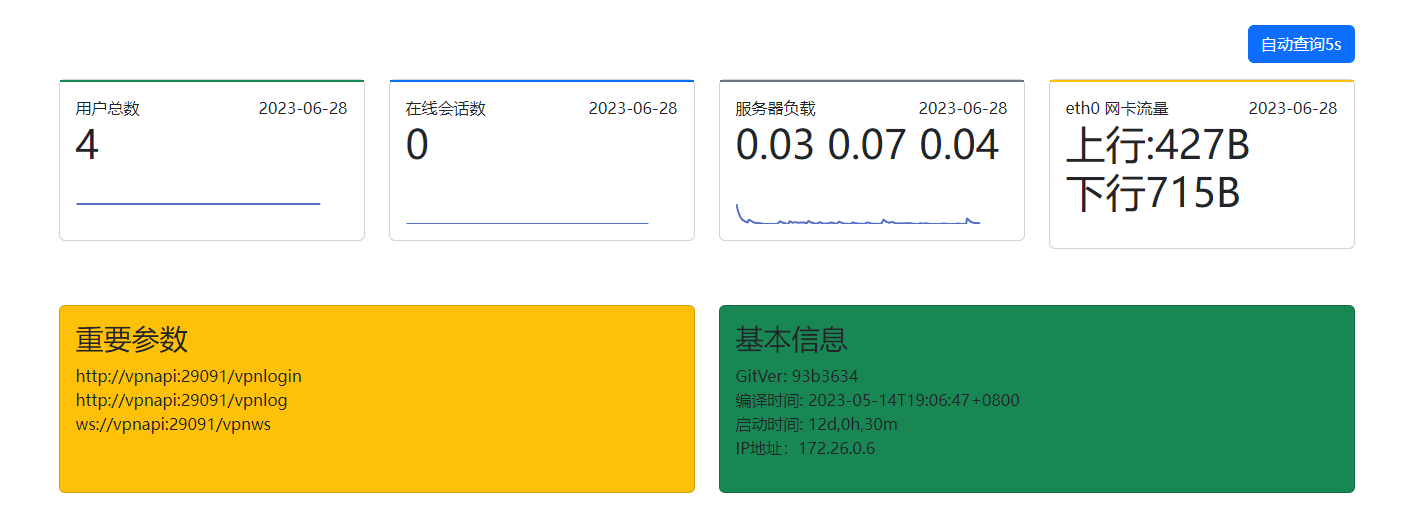 自动查询5s
用户总数 2023-06-28
4
在线会话数 2023-06-28
0
服务器负载 2023-06-28
0.03 0.07 0.04
eth0 网卡流量 2023-06-28
上行:427B
下行715B
重要参数
http://vpnapi:29091/vpnlogin
http://vpnapi:29091/vpnlog
ws://vpnapi:29091/vpnws
基本信息
GitVer: 93b3634
编译时间: 2023-05-14T19:06:47+0800
启动时间: 12d,0h,30m
IP地址：172.26.0.6